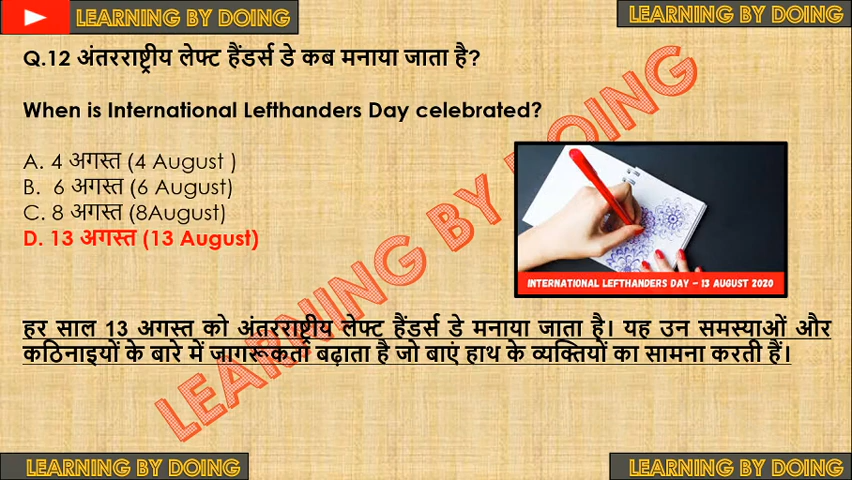 LEARNING BY DOING
LEARNING BY DOING
Q.12 अंतरराष्ट्रीय लेफ्ट हैंडर्स डे कब मनाया जाता है?
When is International Lefthanders Day celebrated?
A. 4 अगस्त (4 August )
B. 6 अगस्त (6 August)
C. 8 अगस्त (8August)
D. 13 अगस्त (13 August)
INTERNATIONAL LEFTHANDERS DAY – 13 AUGUST 2020
LEARNING BY DOING
हर साल 13 अगस्त को अंतरराष्ट्रीय लेफ्ट हैंडर्स डे मनाया जाता है। यह उन समस्याओं और
कठिनाइयों के बारे में जागरूकता बढ़ाता है जो बाएं हाथ के व्यक्तियों का सामना करती हैं।
LEARNING BY DOING
LEARNING BY DOING